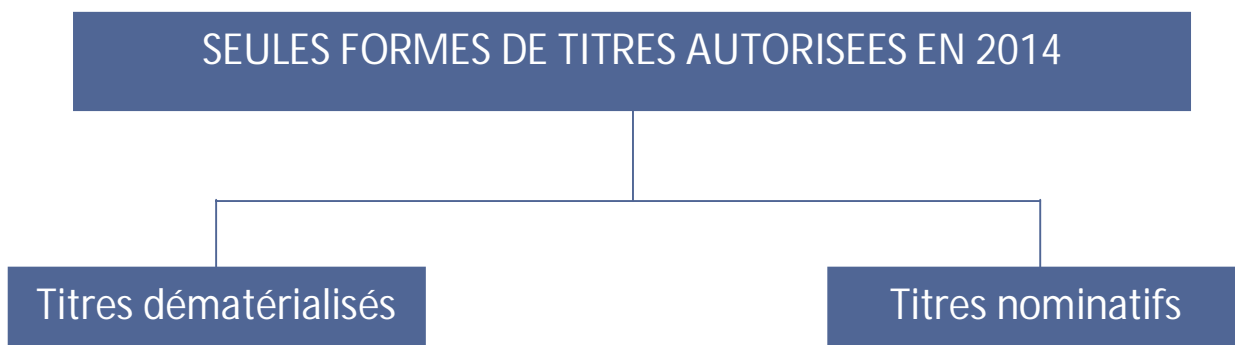 SEULES FORMES DE TITRES AUTORISEES EN 2014
Titres dématérialisés
Titres nominatifs